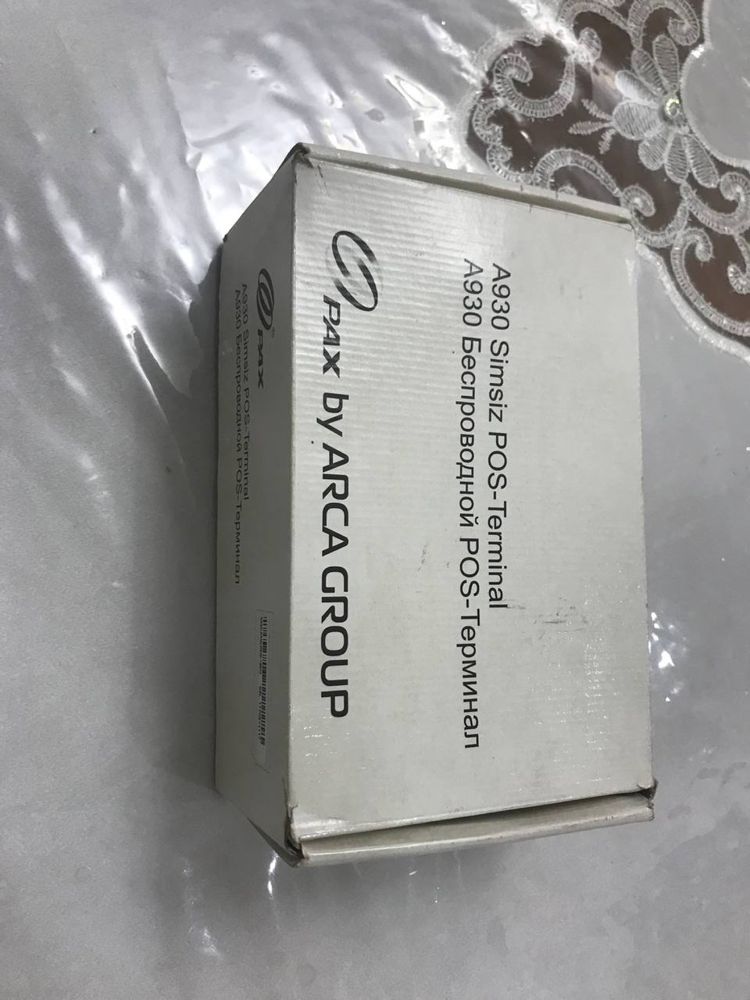 A930 Simsiz POS-Terminal
A930 Беспроводной POS-Терминал
PAX by ARCA GROUP
PAX
A930 Simsiz POS-Terminal
A930 Беспроводной POS-Терминал